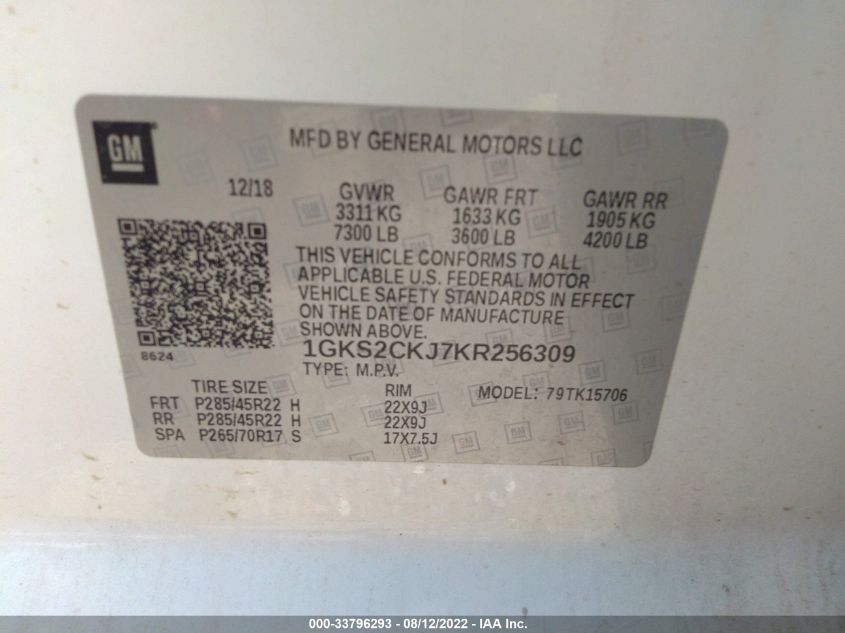 GM
MFD BY GENERAL MOTORS LLC
12/18
GVWR GAWR FRT GAWR RR
3311 KG 1633 KG 1905 KG
7300 LB 3600 LB 4200 LB
THIS VEHICLE CONFORMS TO ALL
APPLICABLE U.S. FEDERAL MOTOR
VEHICLE SAFETY STANDARDS IN EFFECT
ON THE DATE OF MANUFACTURE
SHOWN ABOVE.
8624
1GKS2CKJ7KR256309
TYPE: M.P.V.
TIRE SIZE RIM MODEL: 79TK15706
FRT P285/45R22 H 22X9J
RR P285/45R22 H 22X9J
SPA P265/70R17 S 17X7.5J
000-33796293 - 08/12/2022 - IAA Inc.